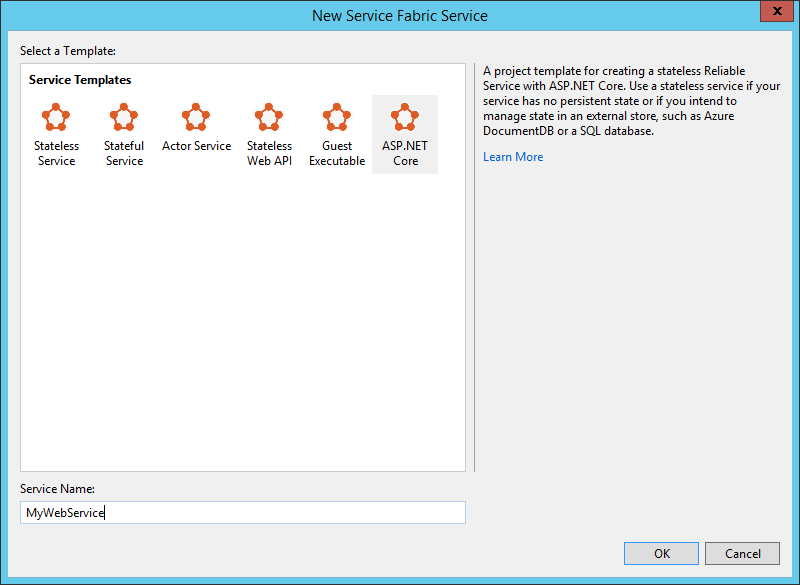 New Service Fabric Service
x
Select a Template:
Service Templates
Stateless
Service
Stateful
Service
Actor Service
Stateless
Web API
Guest
Executable
ASP.NET
Core
A project template for creating a stateless Reliable
Service with ASP.NET Core. Use a stateless service if your
service has no persistent state or if you intend to
manage state in an external store, such as Azure
DocumentDB or a SQL database.
Learn More
Service Name:
MyWebService
OK
Cancel